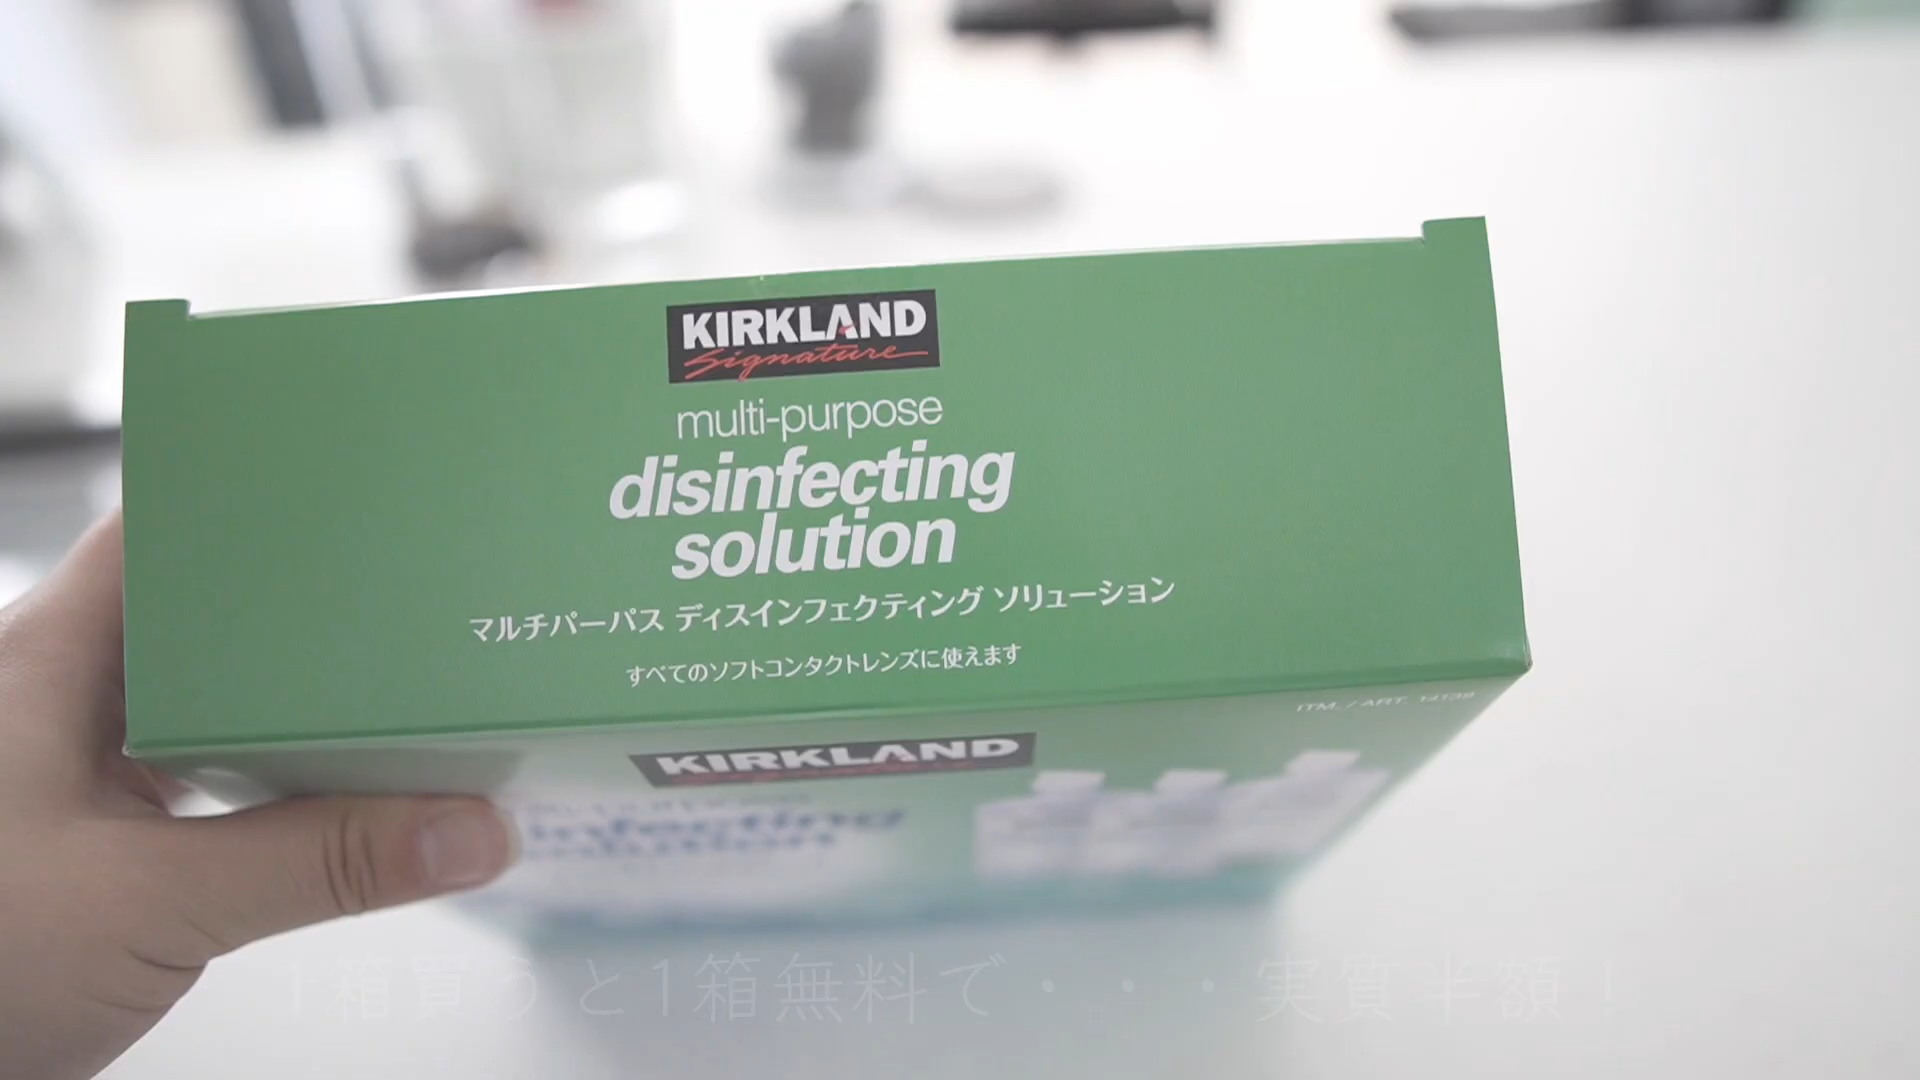 KIRKLAND
Signature
multi-purpose
disinfecting
solution
マルチパーパス ディスインフェクティング ソリューション
すべてのソフトコンタクトレンズに使えます
ITM. / ART.
KIRKLAND
1箱買うと1箱無料で・・・実質半額！